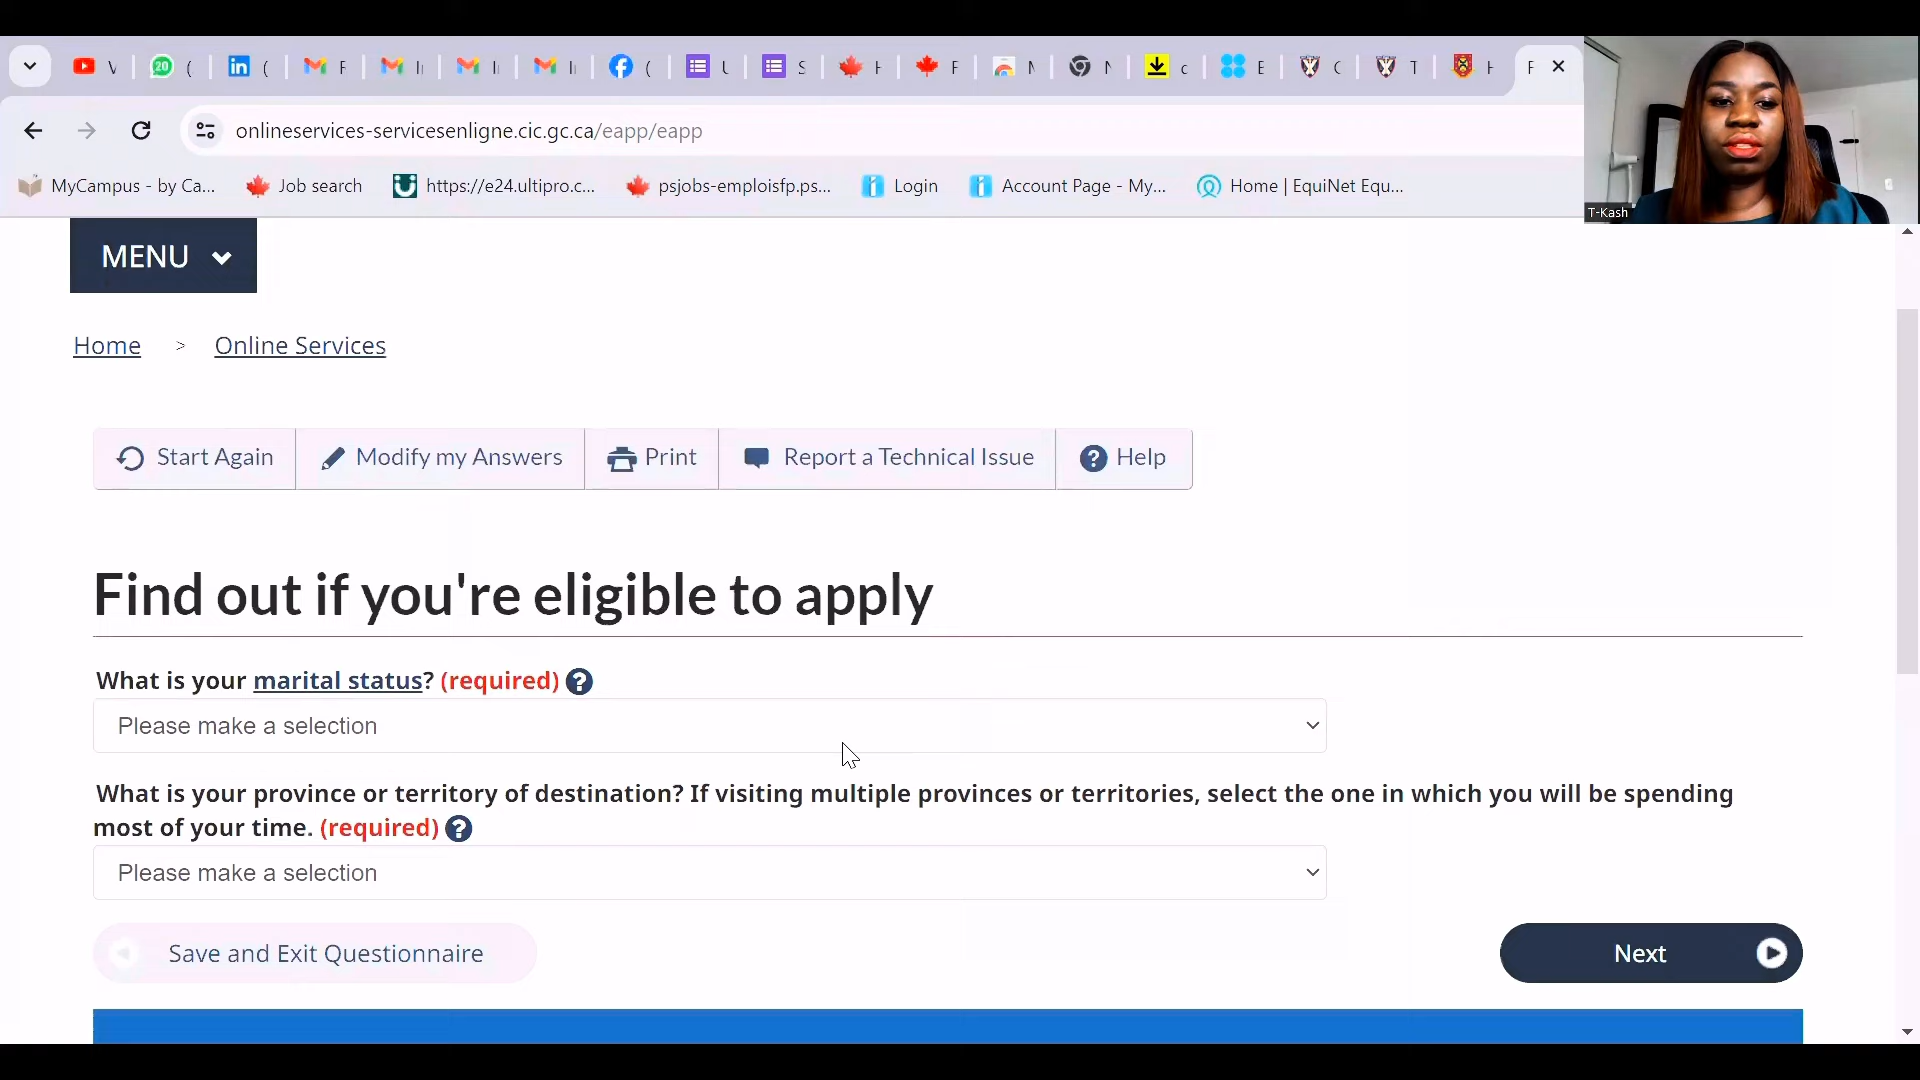 V
20 (
(
F
I
I
I
(
U
S
H
F
N
N
c
E
C
T
H
F
onlineservices-servicesenligne.cic.gc.ca/eapp/eapp
MyCampus - by Ca...
Job search
https://e24.ultipro.c...
psjobs-emploisfp.ps...
Login
Account Page - My...
Home | EquiNet Equ...
T-Kash
MENU
Home > Online Services
Start Again
Modify my Answers
Print
Report a Technical Issue
Help
Find out if you're eligible to apply
What is your marital status? (required)
Please make a selection
What is your province or territory of destination? If visiting multiple provinces or territories, select the one in which you will be spending
most of your time. (required)
Please make a selection
Save and Exit Questionnaire
Next